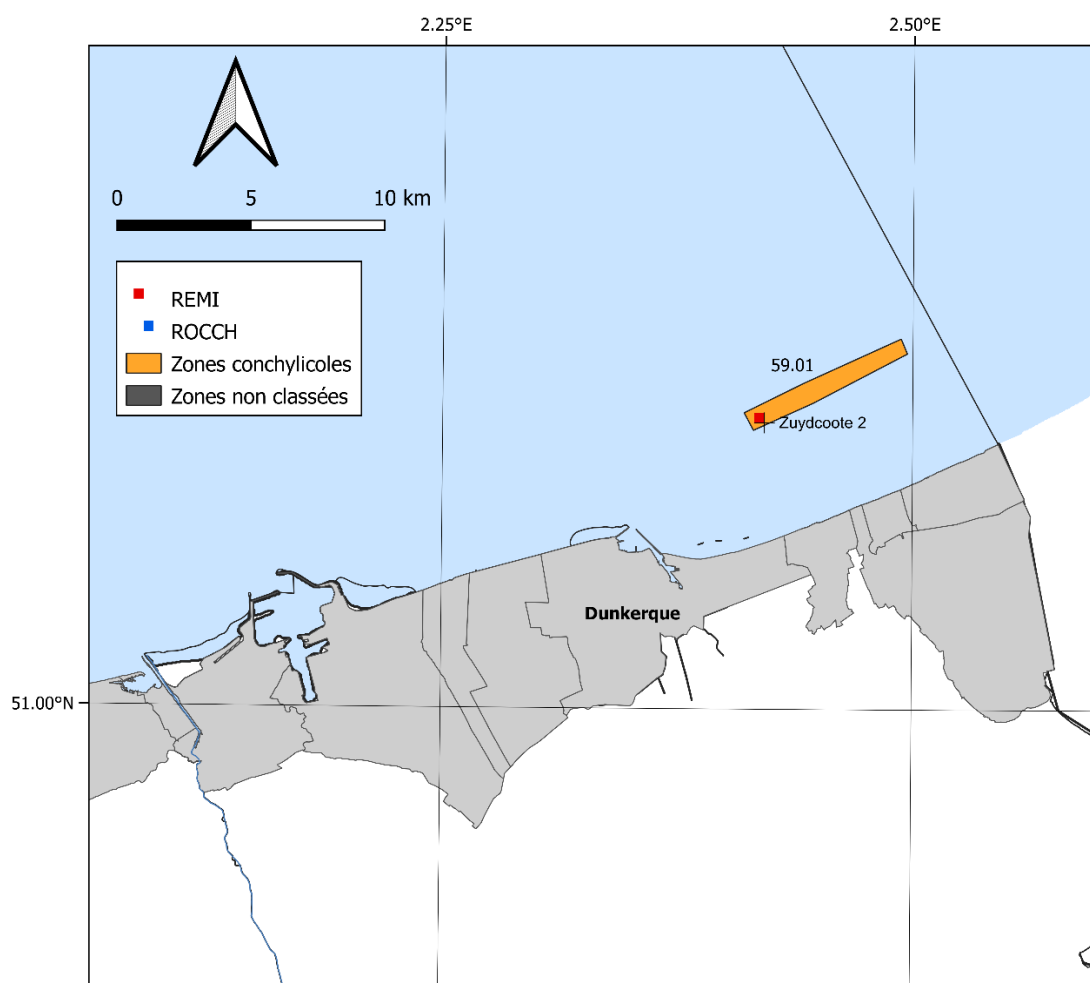 2.25°E 2.50°E
0 5 10 km
REMI
ROCCH
Zones conchylicoles
Zones non classées
59.01
Zuydcoote 2
Dunkerque
51.00°N